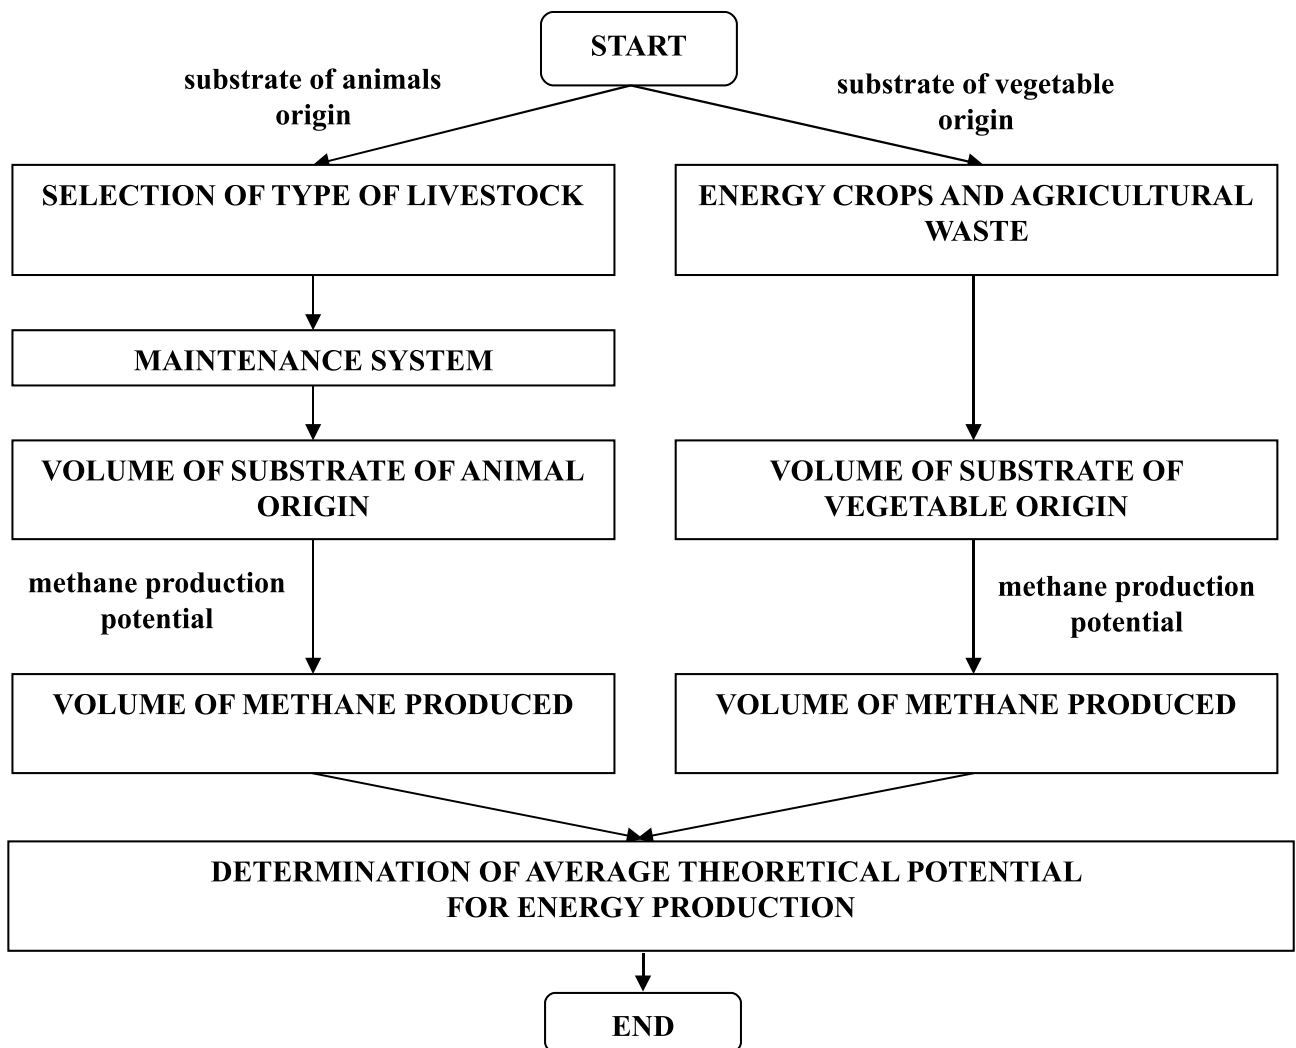 START
substrate of animals
origin
substrate of vegetable
origin
SELECTION OF TYPE OF LIVESTOCK
ENERGY CROPS AND AGRICULTURAL
WASTE
MAINTENANCE SYSTEM
VOLUME OF SUBSTRATE OF ANIMAL
ORIGIN
VOLUME OF SUBSTRATE OF
VEGETABLE ORIGIN
methane production
potential
methane production
potential
VOLUME OF METHANE PRODUCED
VOLUME OF METHANE PRODUCED
DETERMINATION OF AVERAGE THEORETICAL POTENTIAL
FOR ENERGY PRODUCTION
END